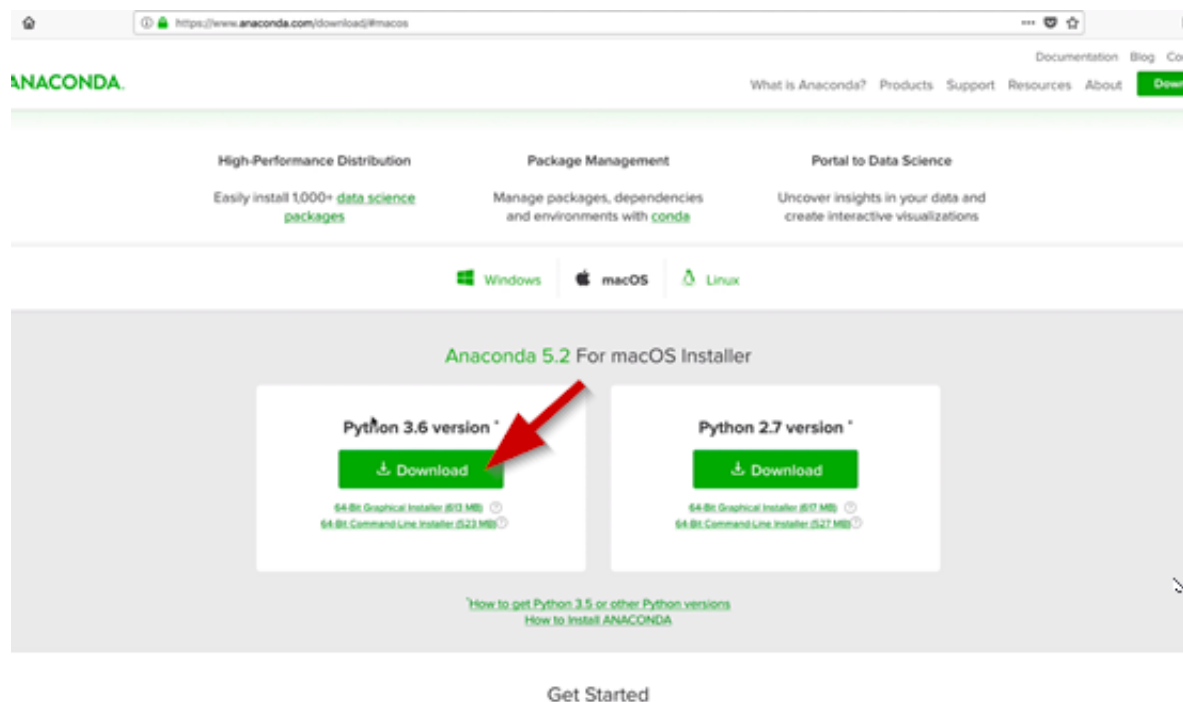 https://www.anaconda.com/download/#macos
Documentation Blog
ANACONDA.
What is Anaconda? Products Support Resources About
High-Performance Distribution
Easily install 1,000+ data science
packages
Package Management
Manage packages, dependencies
and environments with conda
Portal to Data Science
Uncover insights in your data and
create interactive visualizations
Windows
macOS
Linux
Anaconda 5.2 For macOS Installer
Python 3.6 version *
Download
64-Bit Graphical Installer (613 MB) ?
64-Bit Command Line Installer (523 MB) ?
Python 2.7 version *
Download
64-Bit Graphical Installer (617 MB) ?
64-Bit Command Line Installer (527 MB) ?
*How to get Python 3.5 or other Python versions
How to Install ANACONDA
Get Started